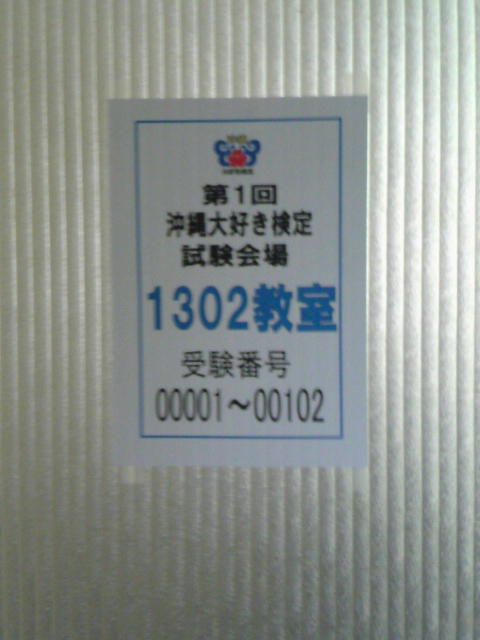 第1回
沖縄大好き検定
試験会場
1302教室
受験番号
00001～00102